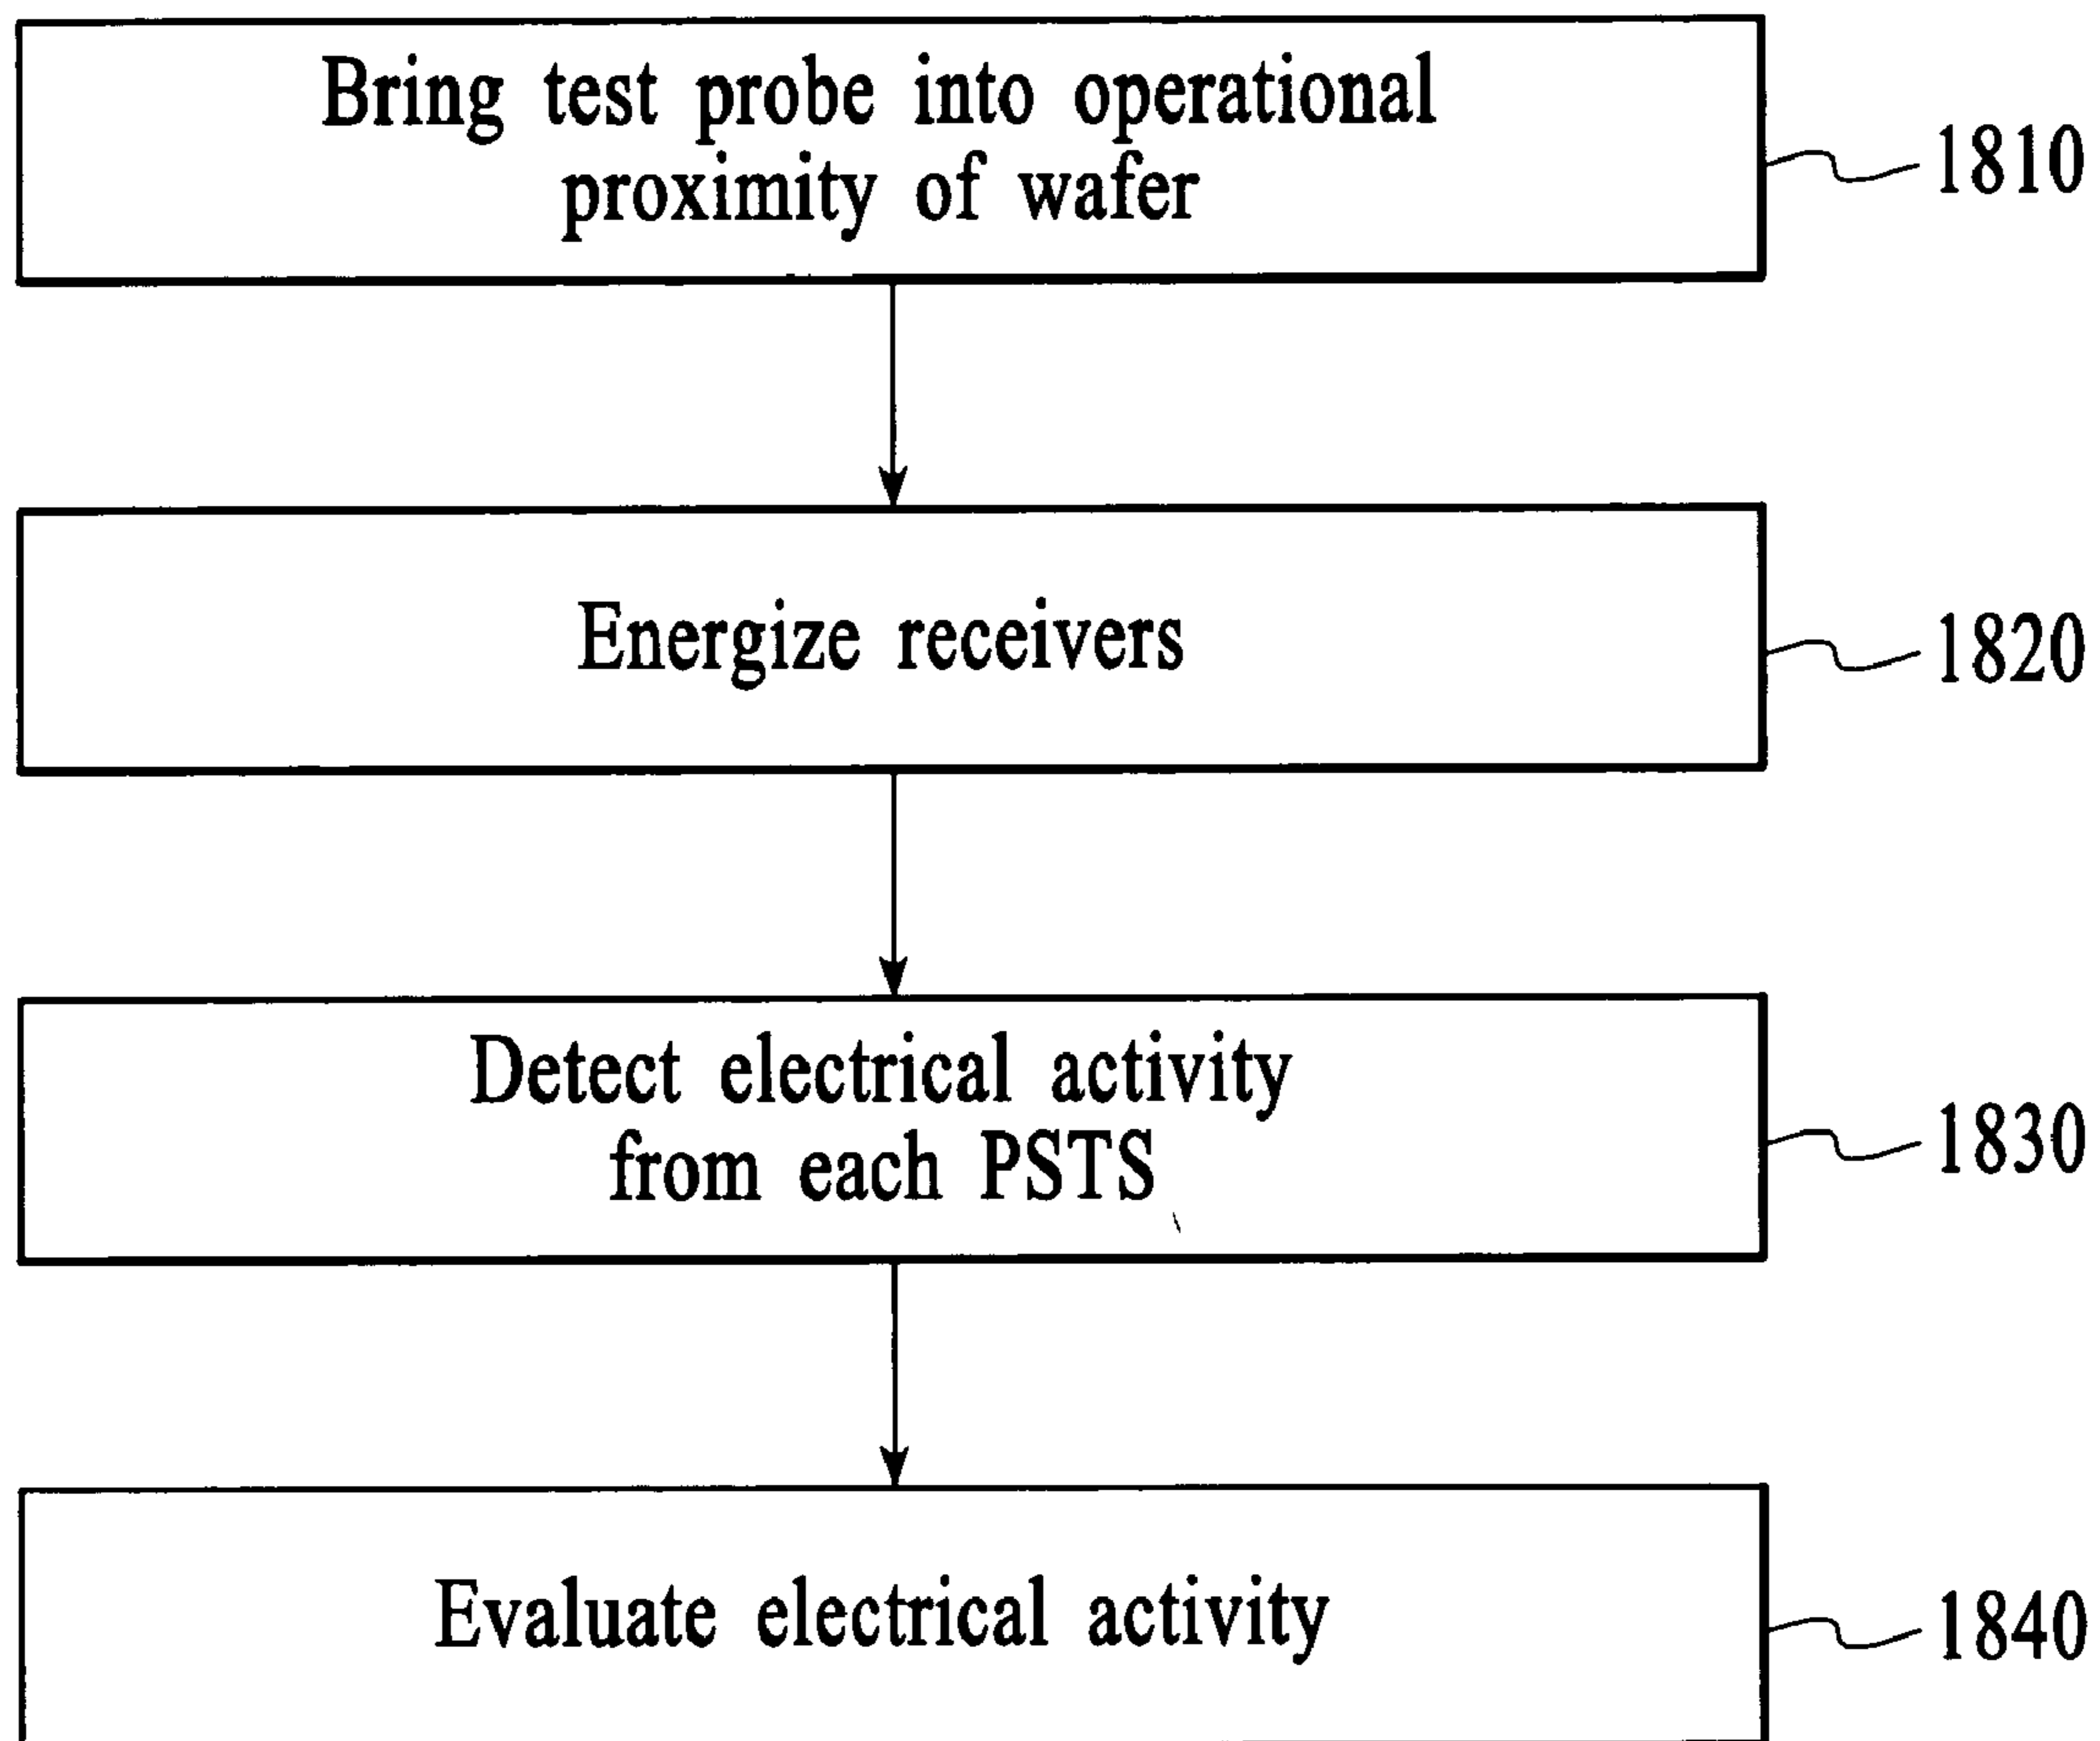 Bring test probe into operational
proximity of wafer
1810
Energize receivers
1820
Detect electrical activity
from each PSTS
1830
Evaluate electrical activity
1840